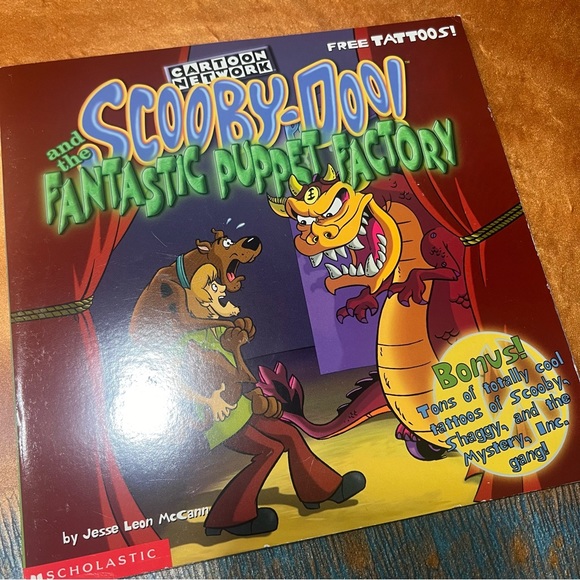 FREE TATTOOS!
CARTOON
NETWORK
SCOOBY-DOO!™
and
the
FANTASTIC PUPPET FACTORY
Bonus!
Tons of totally cool
tattoos of Scooby,
Shaggy, and the
Mystery, Inc.
gang!
by Jesse Leon McCann
SCHOLASTIC